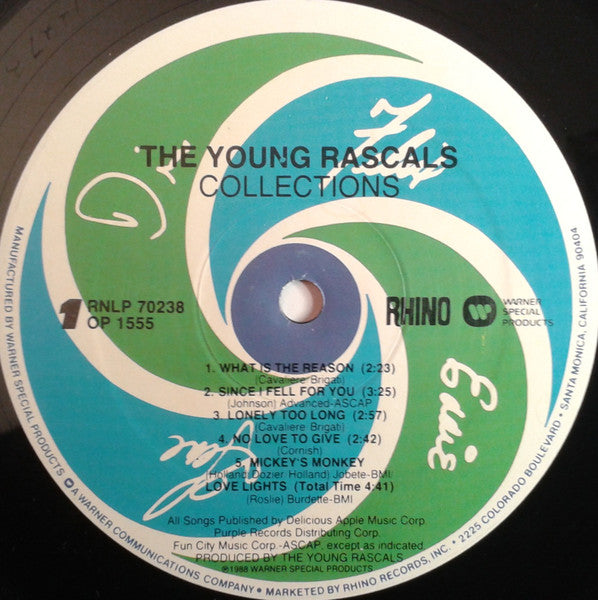 THE YOUNG RASCALS
COLLECTIONS
Dino
Felix
1
RNLP 70238
OP 1555
RHINO
WARNER
SPECIAL
PRODUCTS
1. WHAT IS THE REASON (2:23)
(Cavaliere Brigati)
2. SINCE I FELL FOR YOU (3:25)
(Johnson) Advanced-ASCAP
3. LONELY TOO LONG (2:57)
(Cavaliere Brigati)
4. NO LOVE TO GIVE (2:42)
(Cornish)
5. MICKEY'S MONKEY
(Holland Dozier Holland) Jobete-BMI
LOVE LIGHTS (Total Time 4:41)
(Roslie) Burdette-BMI
Gene
Eddie
All Songs Published by Delicious Apple Music Corp.
Purple Records Distributing Corp.
Fun City Music Corp.-ASCAP, except as indicated.
PRODUCED BY THE YOUNG RASCALS
℗1988 WARNER SPECIAL PRODUCTS.
MANUFACTURED BY WARNER SPECIAL PRODUCTS • A WARNER COMMUNICATIONS COMPANY • MARKETED BY RHINO RECORDS, INC. • 2225 COLORADO BOULEVARD • SANTA MONICA, CALIFORNIA 90404